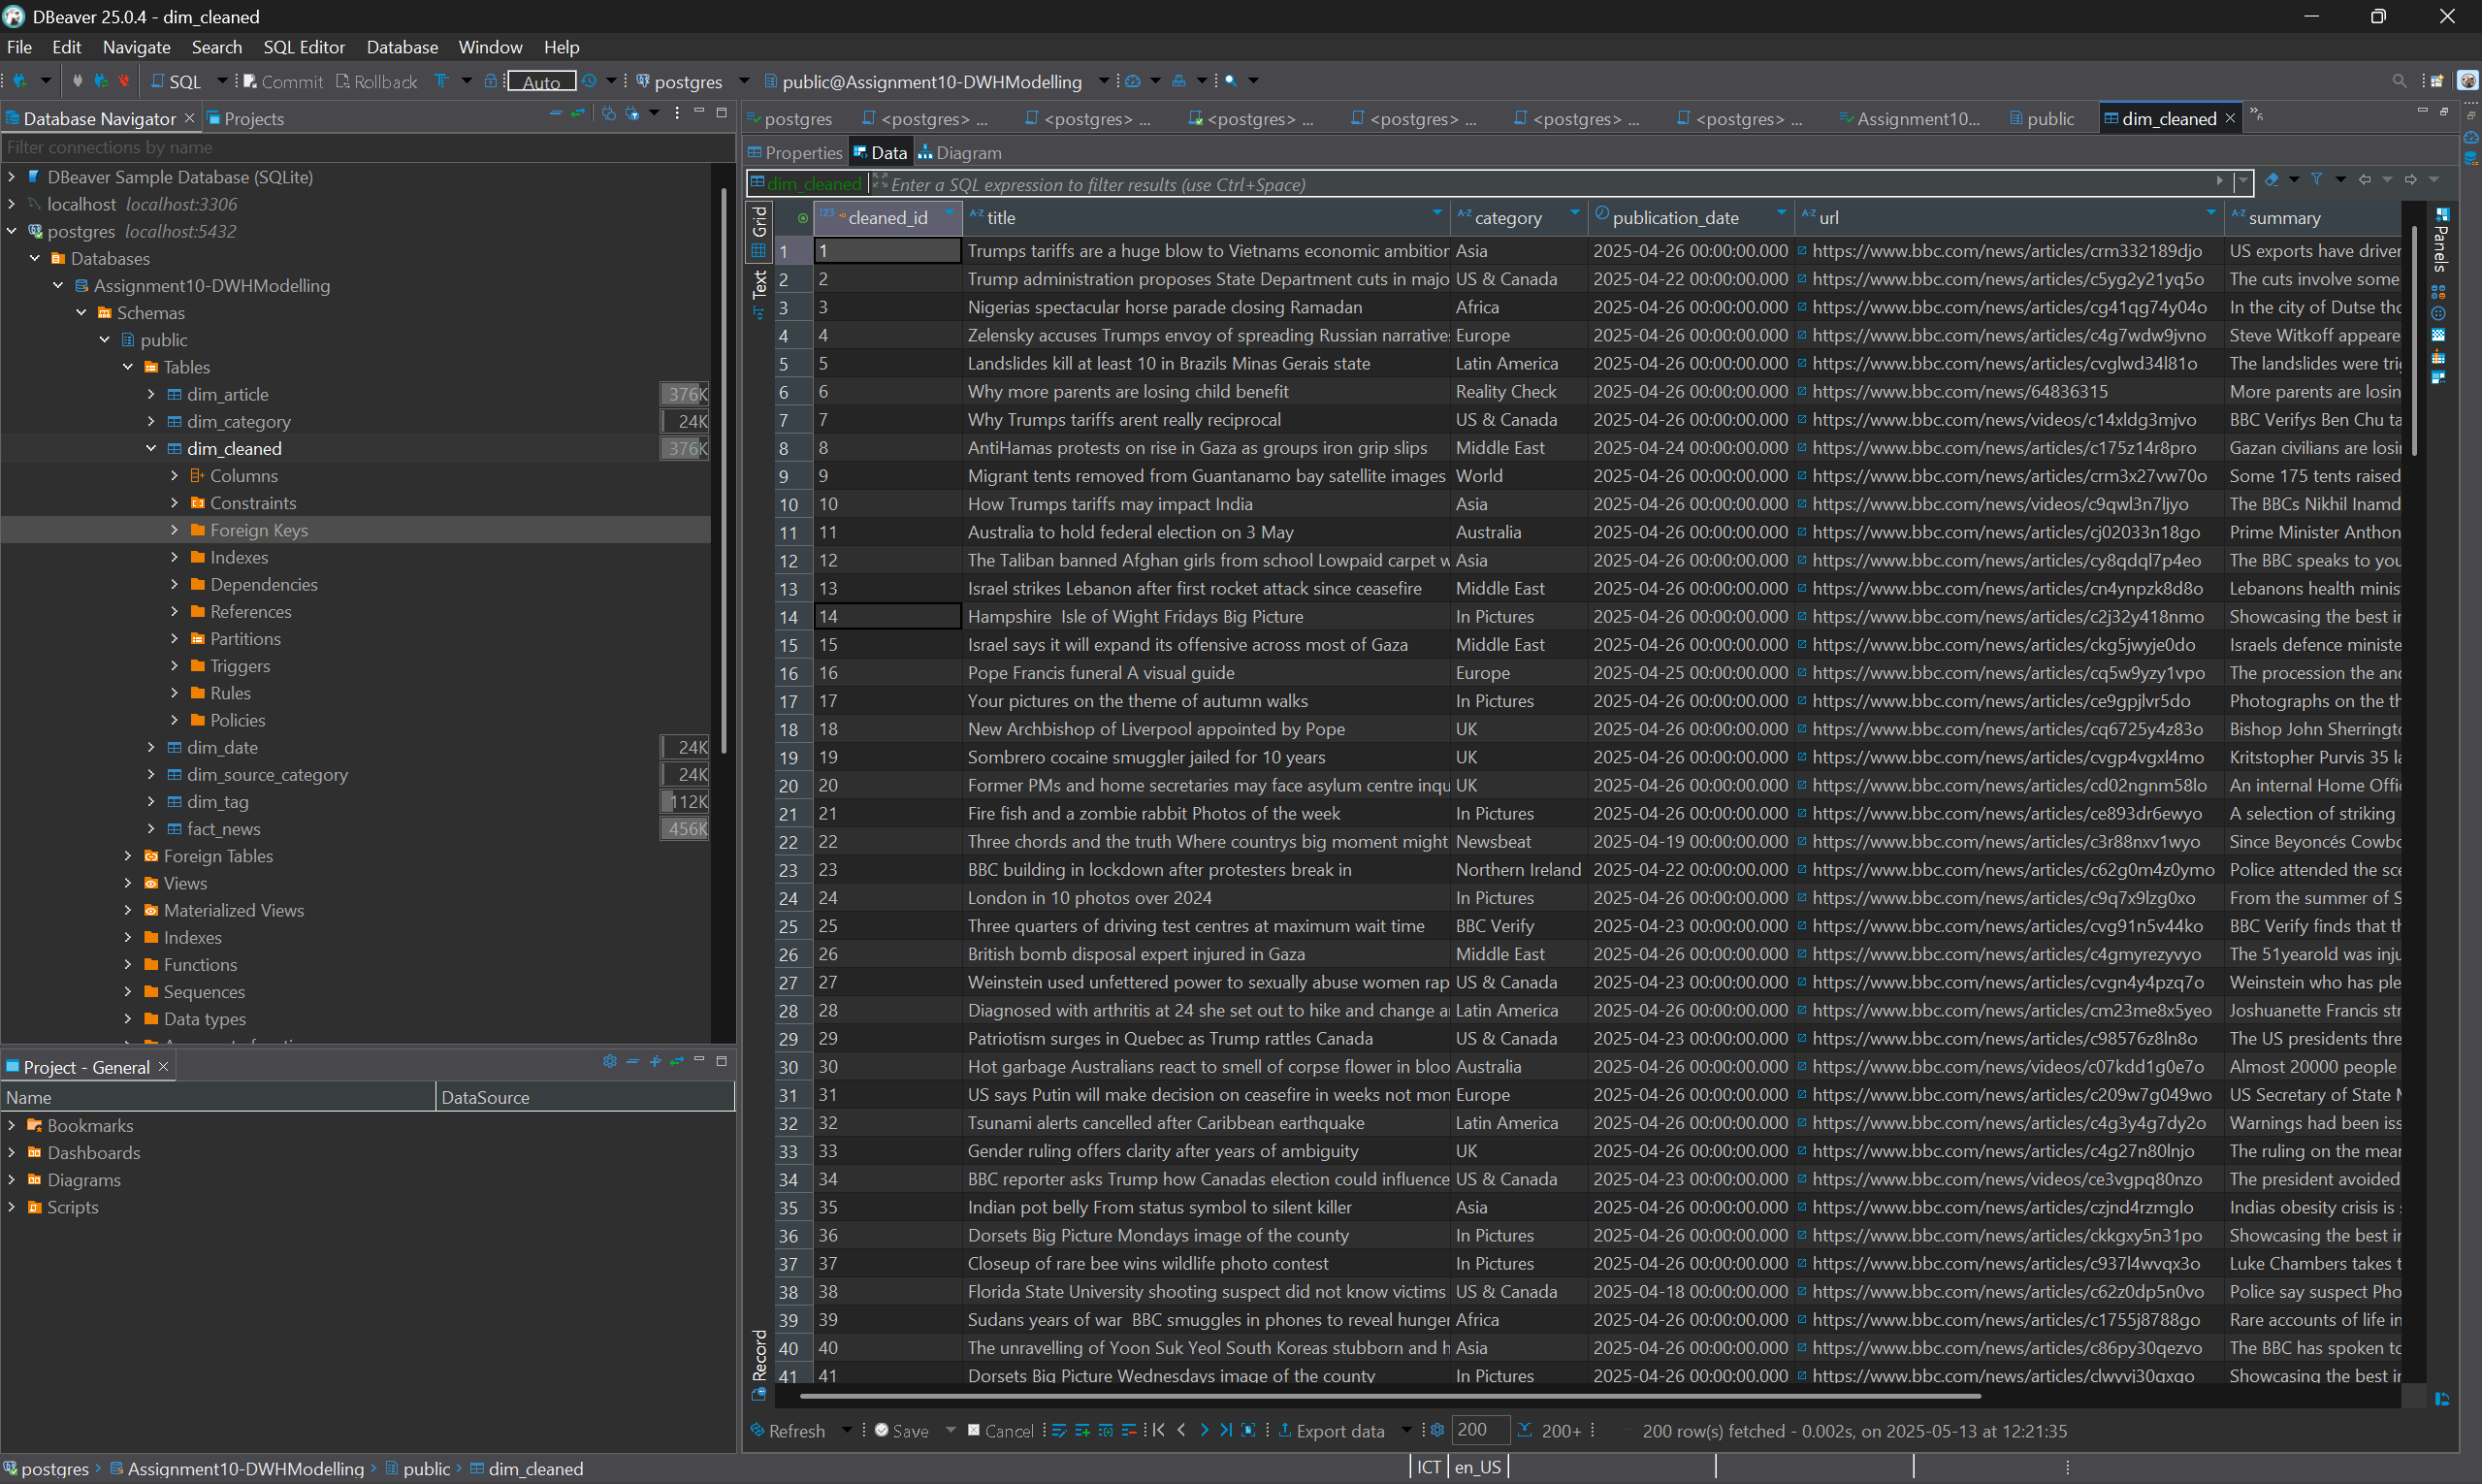 DBeaver 25.0.4 - dim_cleaned
File Edit Navigate Search SQL Editor Database Window Help
SQL Commit Rollback Auto postgres public@Assignment10-DWHModelling
Database Navigator Projects
Filter connections by name
DBeaver Sample Database (SQLite)
localhost localhost:3306
postgres localhost:5432
Databases
Assignment10-DWHModelling
Schemas
public
Tables
dim_article 376K
dim_category 24K
dim_cleaned 376K
Columns
Constraints
Foreign Keys
Indexes
Dependencies
References
Partitions
Triggers
Rules
Policies
dim_date 24K
dim_source_category 24K
dim_tag 112K
fact_news 456K
Foreign Tables
Views
Materialized Views
Indexes
Functions
Sequences
Data types
Project - General
Name DataSource
Bookmarks
Dashboards
Diagrams
Scripts
postgres <postgres> ... <postgres> ... <postgres> ... <postgres> ... <postgres> ... <postgres> ... Assignment10... public dim_cleaned
Properties Data Diagram
dim_cleaned Enter a SQL expression to filter results (use Ctrl+Space)
Grid
Text
Record
Panels
123 cleaned_id A-Z title A-Z category publication_date A-Z url A-Z summary
1 1 Trumps tariffs are a huge blow to Vietnams economic ambition Asia 2025-04-26 00:00:00.000 https://www.bbc.com/news/articles/crm332189djo US exports have driver
2 2 Trump administration proposes State Department cuts in majo US & Canada 2025-04-22 00:00:00.000 https://www.bbc.com/news/articles/c5yg2y21yq5o The cuts involve some
3 3 Nigerias spectacular horse parade closing Ramadan Africa 2025-04-26 00:00:00.000 https://www.bbc.com/news/articles/cg41qg74y04o In the city of Dutse tho
4 4 Zelensky accuses Trumps envoy of spreading Russian narrative Europe 2025-04-26 00:00:00.000 https://www.bbc.com/news/articles/c4g7wdw9jvno Steve Witkoff appeare
5 5 Landslides kill at least 10 in Brazils Minas Gerais state Latin America 2025-04-26 00:00:00.000 https://www.bbc.com/news/articles/cvglwd34l81o The landslides were tri
6 6 Why more parents are losing child benefit Reality Check 2025-04-26 00:00:00.000 https://www.bbc.com/news/64836315 More parents are losin
7 7 Why Trumps tariffs arent really reciprocal US & Canada 2025-04-26 00:00:00.000 https://www.bbc.com/news/videos/c14xldg3mjvo BBC Verifys Ben Chu ta
8 8 AntiHamas protests on rise in Gaza as groups iron grip slips Middle East 2025-04-24 00:00:00.000 https://www.bbc.com/news/articles/c175z14r8pro Gazan civilians are losi
9 9 Migrant tents removed from Guantanamo bay satellite images World 2025-04-26 00:00:00.000 https://www.bbc.com/news/articles/crm3x27vw70o Some 175 tents raised
10 10 How Trumps tariffs may impact India Asia 2025-04-26 00:00:00.000 https://www.bbc.com/news/videos/c9qwl3n7ljyo The BBCs Nikhil Inamd
11 11 Australia to hold federal election on 3 May Australia 2025-04-26 00:00:00.000 https://www.bbc.com/news/articles/cj02033n18go Prime Minister Anthon
12 12 The Taliban banned Afghan girls from school Lowpaid carpet w Asia 2025-04-26 00:00:00.000 https://www.bbc.com/news/articles/cy8qdql7p4eo The BBC speaks to you
13 13 Israel strikes Lebanon after first rocket attack since ceasefire Middle East 2025-04-26 00:00:00.000 https://www.bbc.com/news/articles/cn4ynpzk8d8o Lebanons health minis
14 14 Hampshire  Isle of Wight Fridays Big Picture In Pictures 2025-04-26 00:00:00.000 https://www.bbc.com/news/articles/c2j32y418nmo Showcasing the best in
15 15 Israel says it will expand its offensive across most of Gaza Middle East 2025-04-26 00:00:00.000 https://www.bbc.com/news/articles/ckg5jwyje0do Israels defence ministe
16 16 Pope Francis funeral A visual guide Europe 2025-04-25 00:00:00.000 https://www.bbc.com/news/articles/cq5w9yzy1vpo The procession the and
17 17 Your pictures on the theme of autumn walks In Pictures 2025-04-26 00:00:00.000 https://www.bbc.com/news/articles/ce9gpjlvr5do Photographs on the th
18 18 New Archbishop of Liverpool appointed by Pope UK 2025-04-26 00:00:00.000 https://www.bbc.com/news/articles/cq6725y4z83o Bishop John Sherringto
19 19 Sombrero cocaine smuggler jailed for 10 years UK 2025-04-26 00:00:00.000 https://www.bbc.com/news/articles/cvgp4vgxl4mo Kritstopher Purvis 35 la
20 20 Former PMs and home secretaries may face asylum centre inqu UK 2025-04-26 00:00:00.000 https://www.bbc.com/news/articles/cd02ngnm58lo An internal Home Offi
21 21 Fire fish and a zombie rabbit Photos of the week In Pictures 2025-04-26 00:00:00.000 https://www.bbc.com/news/articles/ce893dr6ewyo A selection of striking
22 22 Three chords and the truth Where countrys big moment might Newsbeat 2025-04-19 00:00:00.000 https://www.bbc.com/news/articles/c3r88nxv1wyo Since Beyoncés Cowbo
23 23 BBC building in lockdown after protesters break in Northern Ireland 2025-04-22 00:00:00.000 https://www.bbc.com/news/articles/c62g0m4z0ymo Police attended the sce
24 24 London in 10 photos over 2024 In Pictures 2025-04-26 00:00:00.000 https://www.bbc.com/news/articles/c9q7x9lzg0xo From the summer of S
25 25 Three quarters of driving test centres at maximum wait time BBC Verify 2025-04-23 00:00:00.000 https://www.bbc.com/news/articles/cvg91n5v44ko BBC Verify finds that th
26 26 British bomb disposal expert injured in Gaza Middle East 2025-04-26 00:00:00.000 https://www.bbc.com/news/articles/c4gmyrezyvyo The 51yearold was inju
27 27 Weinstein used unfettered power to sexually abuse women rap US & Canada 2025-04-23 00:00:00.000 https://www.bbc.com/news/articles/cvgn4y4pzq7o Weinstein who has ple
28 28 Diagnosed with arthritis at 24 she set out to hike and change a Latin America 2025-04-26 00:00:00.000 https://www.bbc.com/news/articles/cm23me8x5yeo Joshuanette Francis str
29 29 Patriotism surges in Quebec as Trump rattles Canada US & Canada 2025-04-23 00:00:00.000 https://www.bbc.com/news/articles/c98576z8ln8o The US presidents thre
30 30 Hot garbage Australians react to smell of corpse flower in bloo Australia 2025-04-26 00:00:00.000 https://www.bbc.com/news/videos/c07kdd1g0e7o Almost 20000 people
31 31 US says Putin will make decision on ceasefire in weeks not mon Europe 2025-04-26 00:00:00.000 https://www.bbc.com/news/articles/c209w7g049wo US Secretary of State M
32 32 Tsunami alerts cancelled after Caribbean earthquake Latin America 2025-04-26 00:00:00.000 https://www.bbc.com/news/articles/c4g3y4g7dy2o Warnings had been iss
33 33 Gender ruling offers clarity after years of ambiguity UK 2025-04-26 00:00:00.000 https://www.bbc.com/news/articles/c4g27n80lnjo The ruling on the mear
34 34 BBC reporter asks Trump how Canadas election could influence US & Canada 2025-04-23 00:00:00.000 https://www.bbc.com/news/videos/ce3vgpq80nzo The president avoided
35 35 Indian pot belly From status symbol to silent killer Asia 2025-04-26 00:00:00.000 https://www.bbc.com/news/articles/czjnd4rzmglo Indias obesity crisis is
36 36 Dorsets Big Picture Mondays image of the county In Pictures 2025-04-26 00:00:00.000 https://www.bbc.com/news/articles/ckkgxy5n31po Showcasing the best in
37 37 Closeup of rare bee wins wildlife photo contest In Pictures 2025-04-26 00:00:00.000 https://www.bbc.com/news/articles/c937l4wvqx3o Luke Chambers takes t
38 38 Florida State University shooting suspect did not know victims US & Canada 2025-04-18 00:00:00.000 https://www.bbc.com/news/articles/c62z0dp5n0vo Police say suspect Pho
39 39 Sudans years of war  BBC smuggles in phones to reveal hunger Africa 2025-04-26 00:00:00.000 https://www.bbc.com/news/articles/c1755j8788go Rare accounts of life in
40 40 The unravelling of Yoon Suk Yeol South Koreas stubborn and h Asia 2025-04-26 00:00:00.000 https://www.bbc.com/news/articles/c86py30qezvo The BBC has spoken to
41 41 Dorsets Big Picture Wednesdays image of the county In Pictures 2025-04-26 00:00:00.000 https://www.bbc.com/news/articles/clwyvj30qxqo Showcasing the best in
Refresh Save Cancel Export data 200 200+ 200 row(s) fetched - 0.002s, on 2025-05-13 at 12:21:35
postgres Assignment10-DWHModelling public dim_cleaned ICT en_US